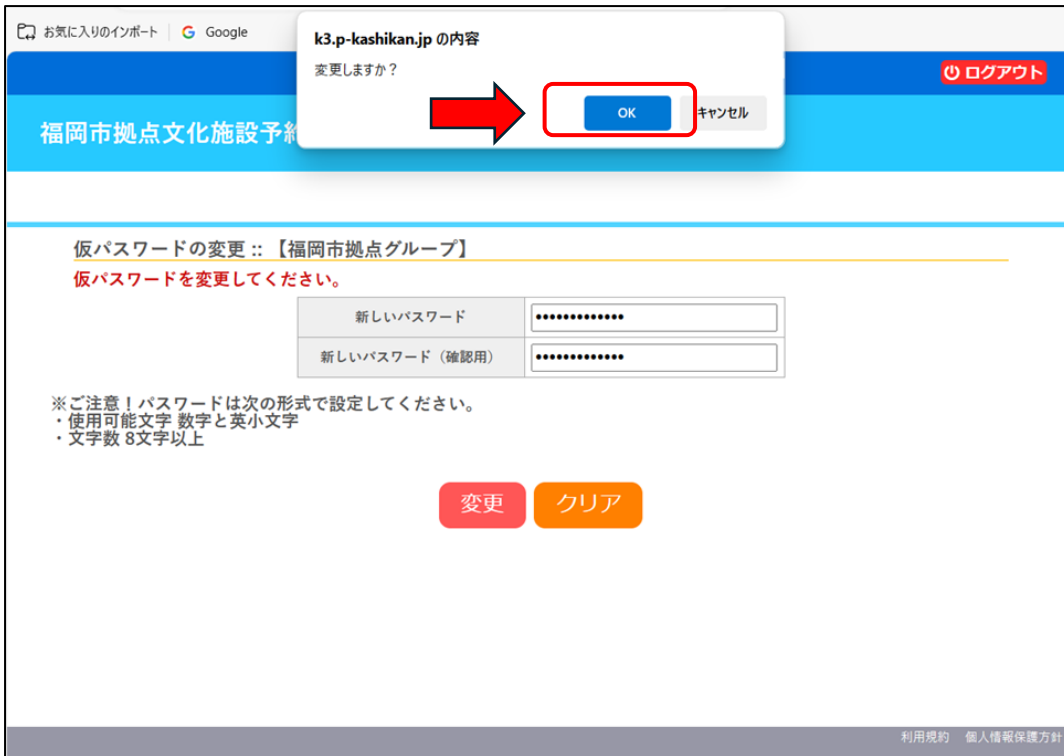 お気に入りのインポート
Google
k3.p-kashikan.jp の内容
変更しますか？
OK
キャンセル
ログアウト
福岡市拠点文化施設予約
仮パスワードの変更 :: 【福岡市拠点グループ】
仮パスワードを変更してください。
新しいパスワード
•••••••••••••
新しいパスワード（確認用）
•••••••••••••
※ご注意！パスワードは次の形式で設定してください。
・使用可能文字 数字と英小文字
・文字数 8文字以上
変更
クリア
利用規約 個人情報保護方針